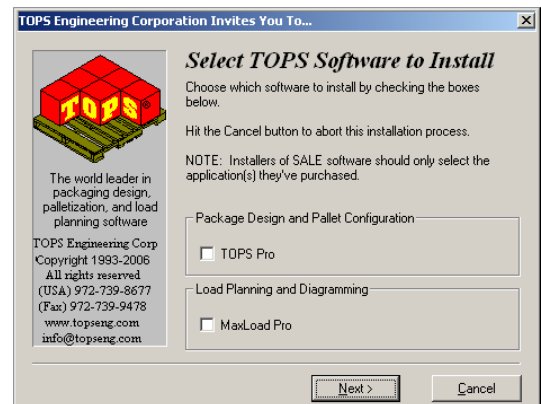 TOPS Engineering Corporation Invites You To...
TOPS
The world leader in
packaging design,
palletization, and load
planning software
TOPS Engineering Corp
Copyright 1993-2006
All rights reserved
(USA) 972-739-8677
(Fax) 972-739-9478
www.topseng.com
info@topseng.com
Select TOPS Software to Install
Choose which software to install by checking the boxes
below.
Hit the Cancel button to abort this installation process.
NOTE: Installers of SALE software should only select the
application(s) they've purchased.
Package Design and Pallet Configuration
TOPS Pro
Load Planning and Diagramming
MaxLoad Pro
Next > Cancel